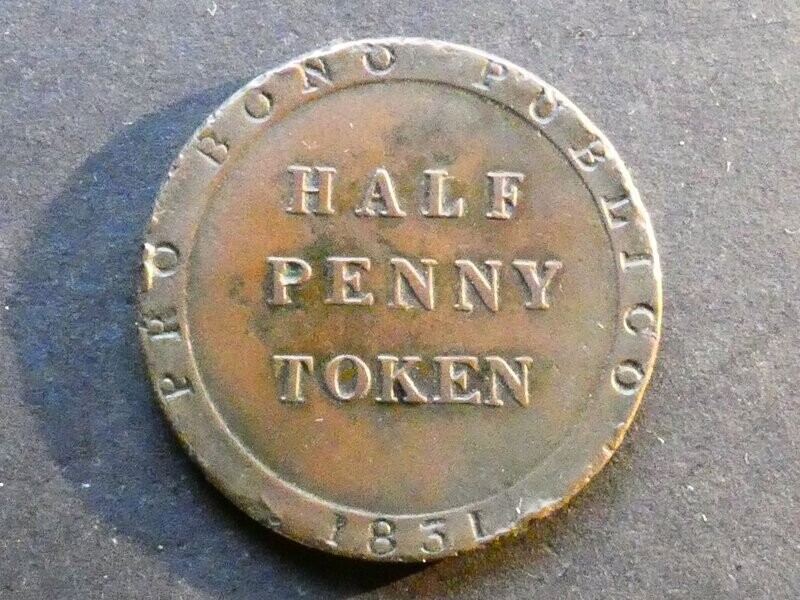 PRO BONO PUBLICO
HALF
PENNY
TOKEN
1831